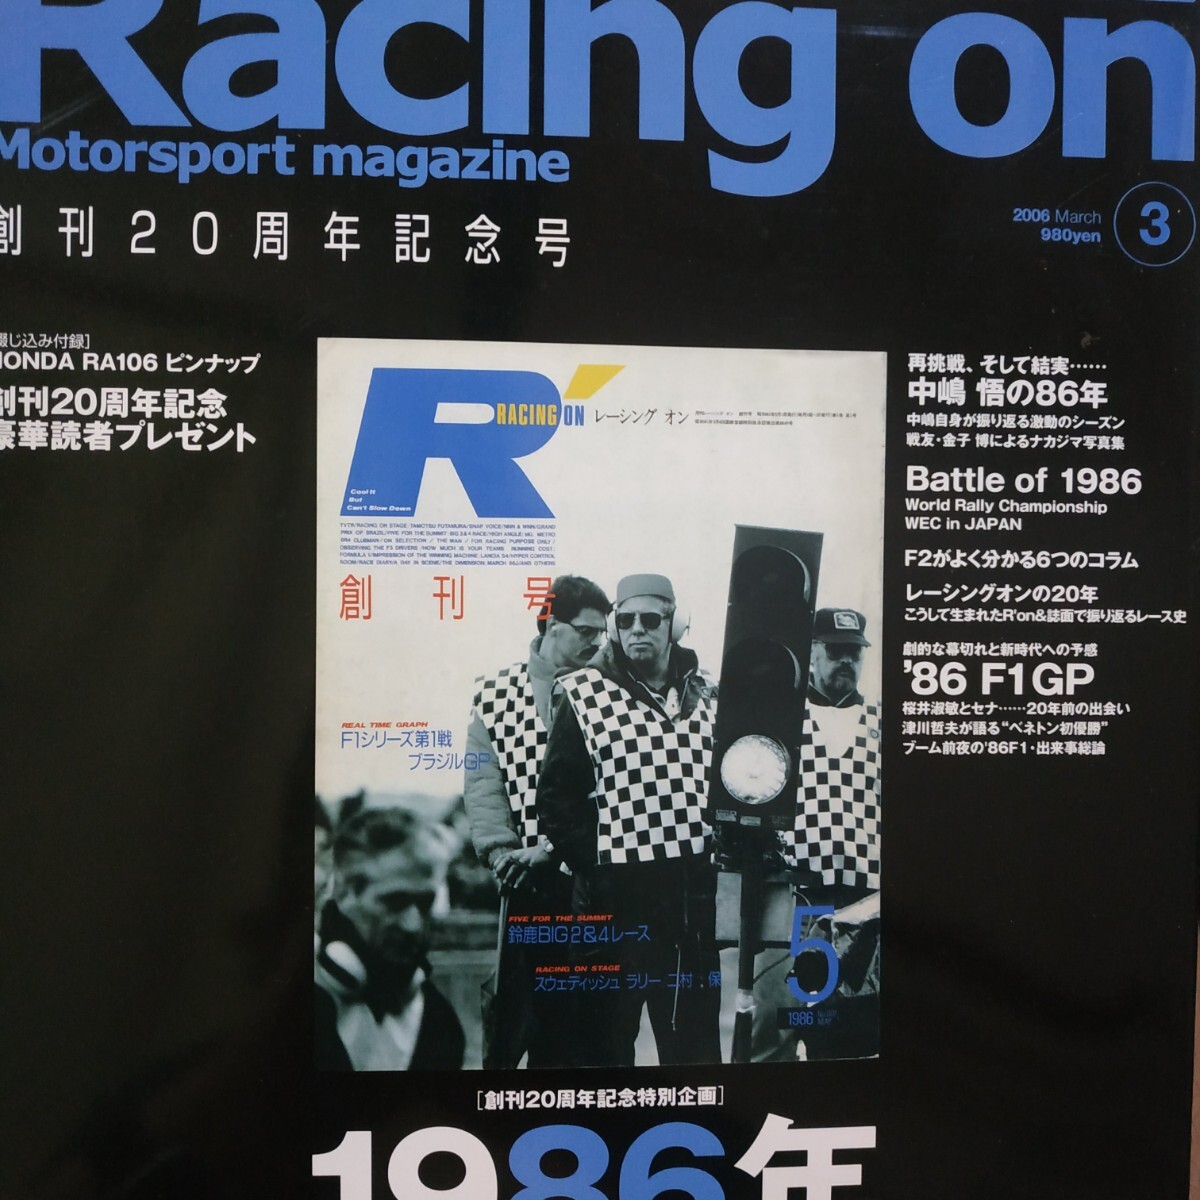 Racing on
Motorsport magazine
創刊20周年記念号
2006 March
980yen
3
綴じ込み付録]
HONDA RA106 ピンナップ
創刊20周年記念
豪華読者プレゼント
R'
RACING ON レーシング オン
Cool It
But
Can't Slow Down
創刊号
REAL TIME GRAPH
F1シリーズ第1戦
ブラジルGP
FIVE FOR THE SUMMIT
鈴鹿BIG2&4レース
RACING ON STAGE
スウェディッシュ ラリー 二村.保
5
1986
再挑戦、そして結実……
中嶋 悟の86年
中嶋自身が振り返る激動のシーズン
戦友・金子 博によるナカジマ写真集
Battle of 1986
World Rally Championship
WEC in JAPAN
F2がよく分かる6つのコラム
レーシングオンの20年
こうして生まれたR'on&誌面で振り返るレース史
劇的な幕切れと新時代への予感
'86 F1GP
桜井淑敏とセナ……20年前の出会い
津川哲夫が語る“ベネトン初優勝”
ブーム前夜の'86F1・出来事総論
[創刊20周年記念特別企画]
1986年